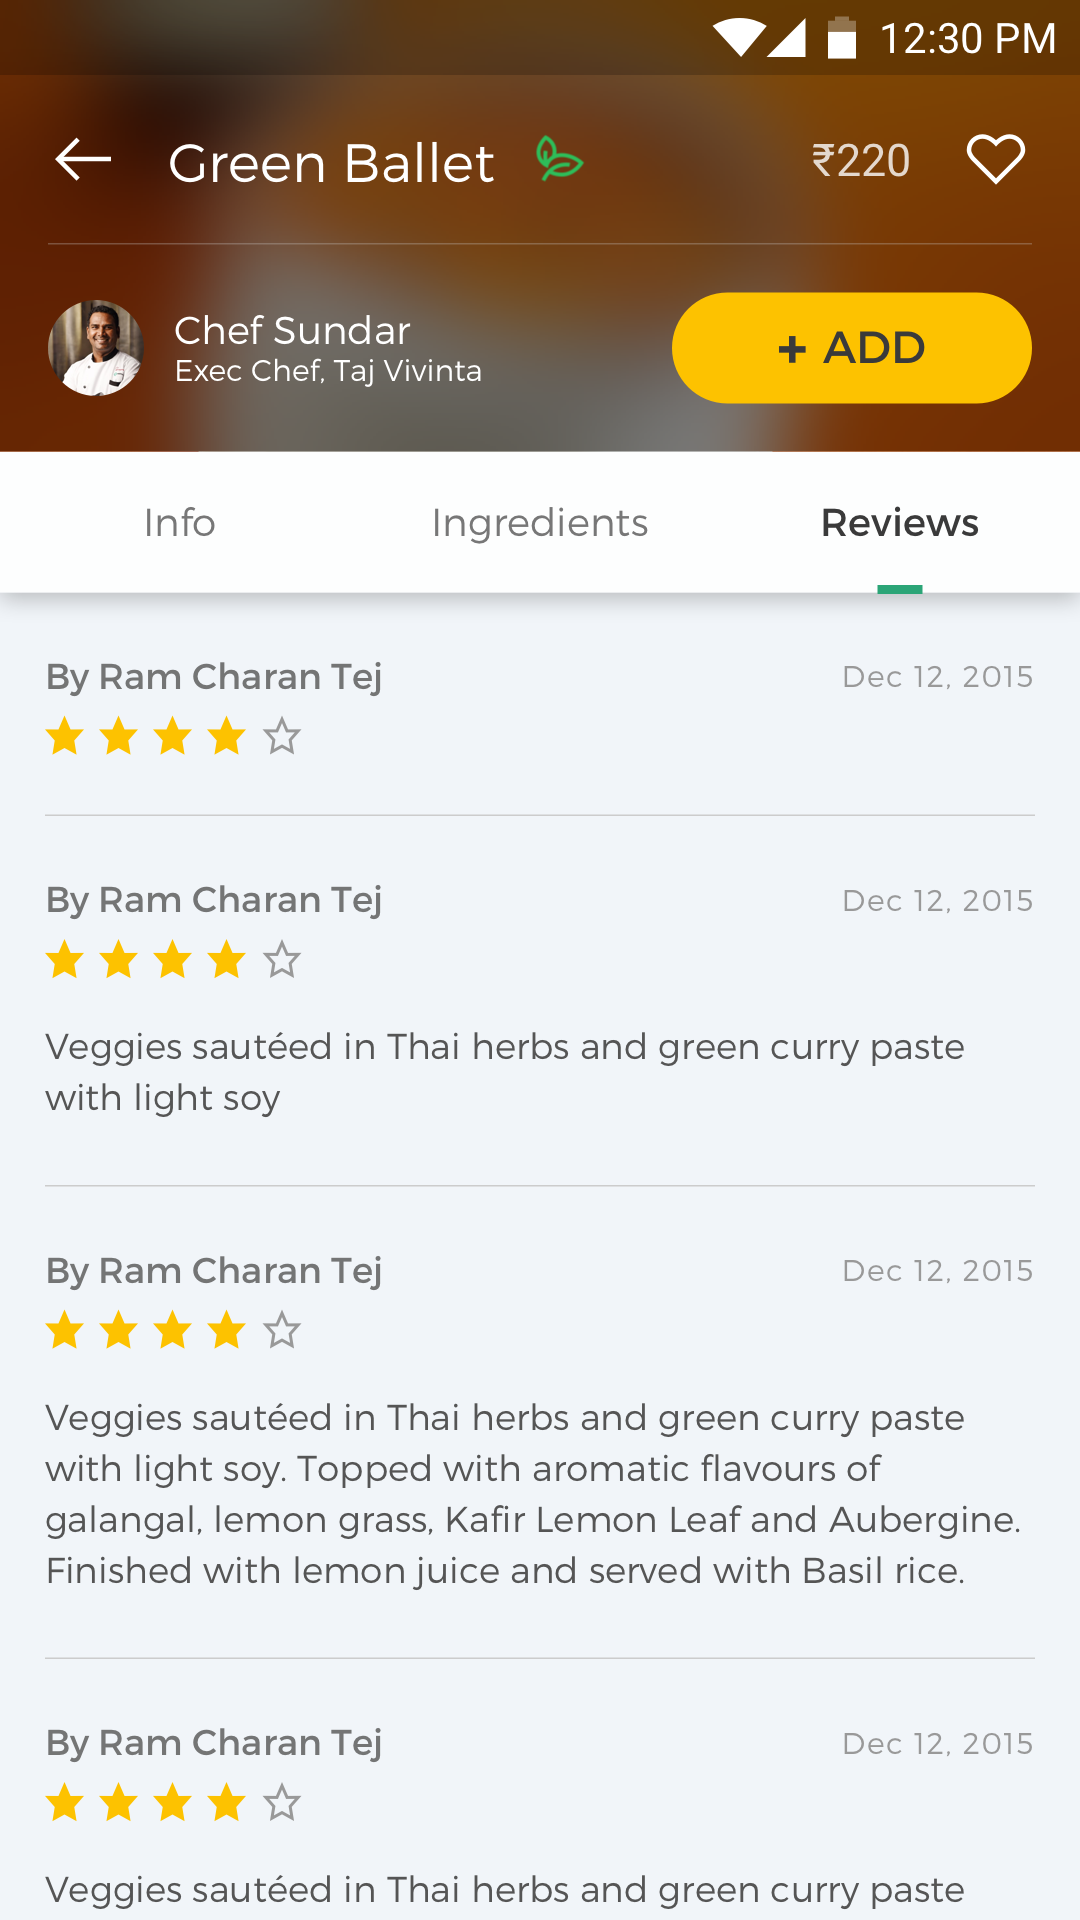 12:30 PM
Green Ballet
₹220
Chef Sundar
Exec Chef, Taj Vivinta
+ ADD
Info
Ingredients
Reviews
By Ram Charan Tej
Dec 12, 2015
By Ram Charan Tej
Dec 12, 2015
Veggies sautéed in Thai herbs and green curry paste
with light soy
By Ram Charan Tej
Dec 12, 2015
Veggies sautéed in Thai herbs and green curry paste
with light soy. Topped with aromatic flavours of
galangal, lemon grass, Kafir Lemon Leaf and Aubergine.
Finished with lemon juice and served with Basil rice.
By Ram Charan Tej
Dec 12, 2015
Veggies sautéed in Thai herbs and green curry paste